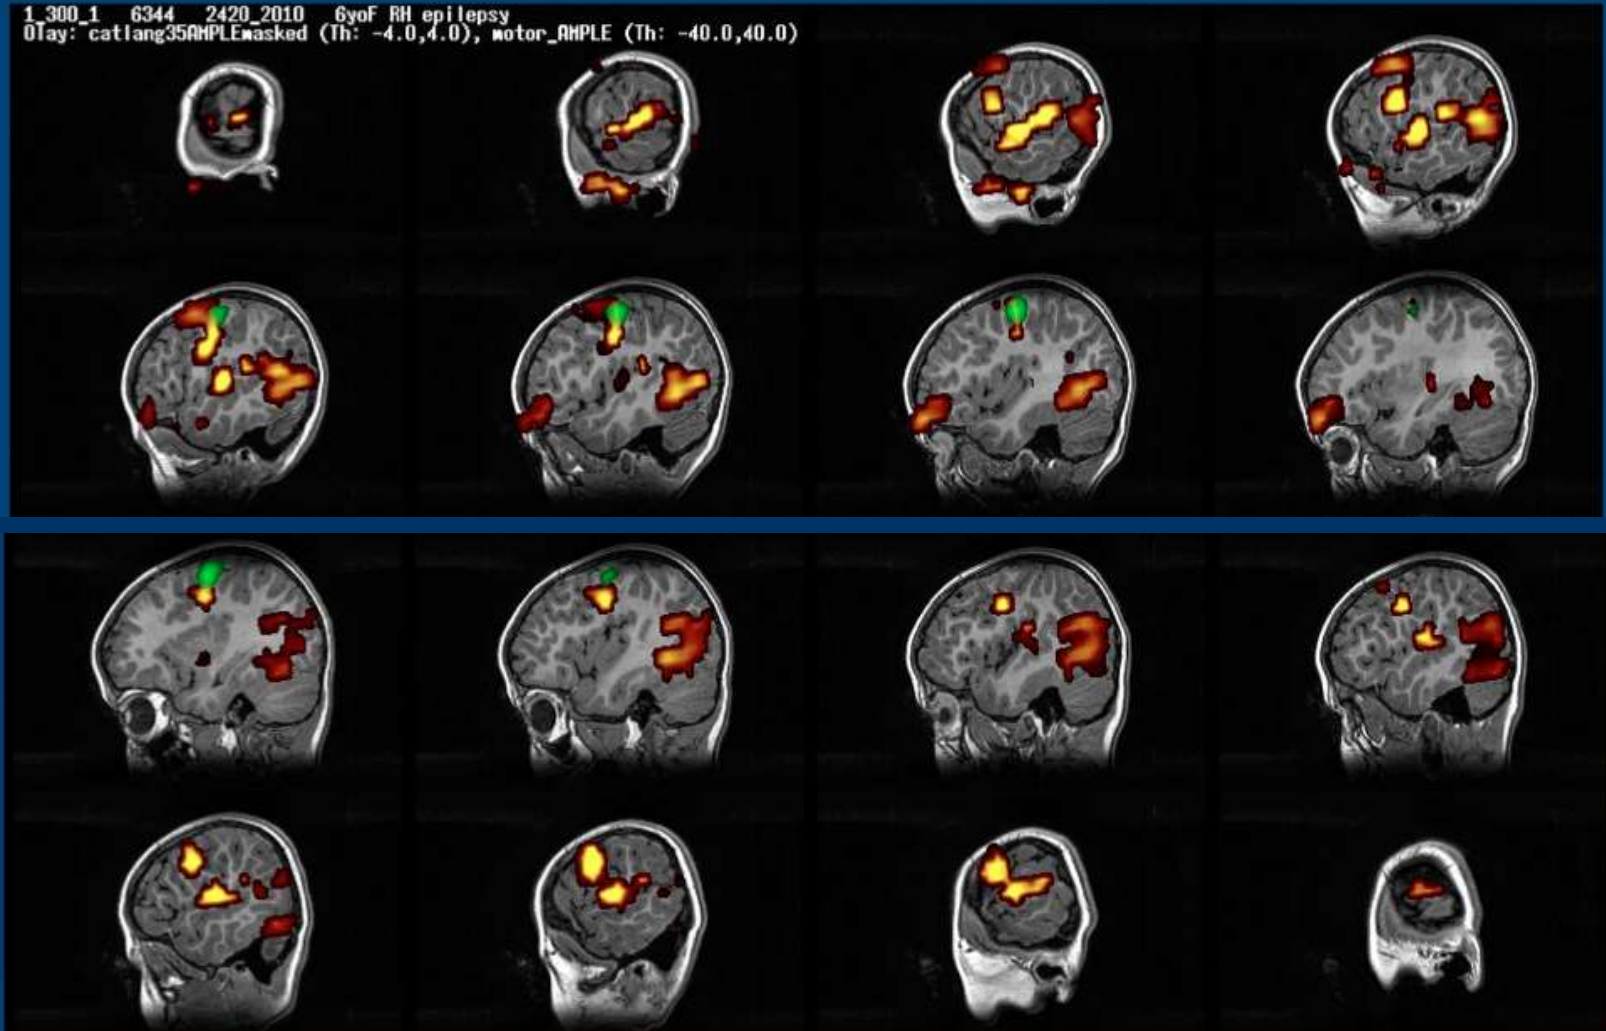 1_300_1 6344 2420_2010 6yoF RH epilepsy
Olay: catlang35AMPLEmasked (Th: -4.0,4.0), motor_AMPLE (Th: -40.0,40.0)